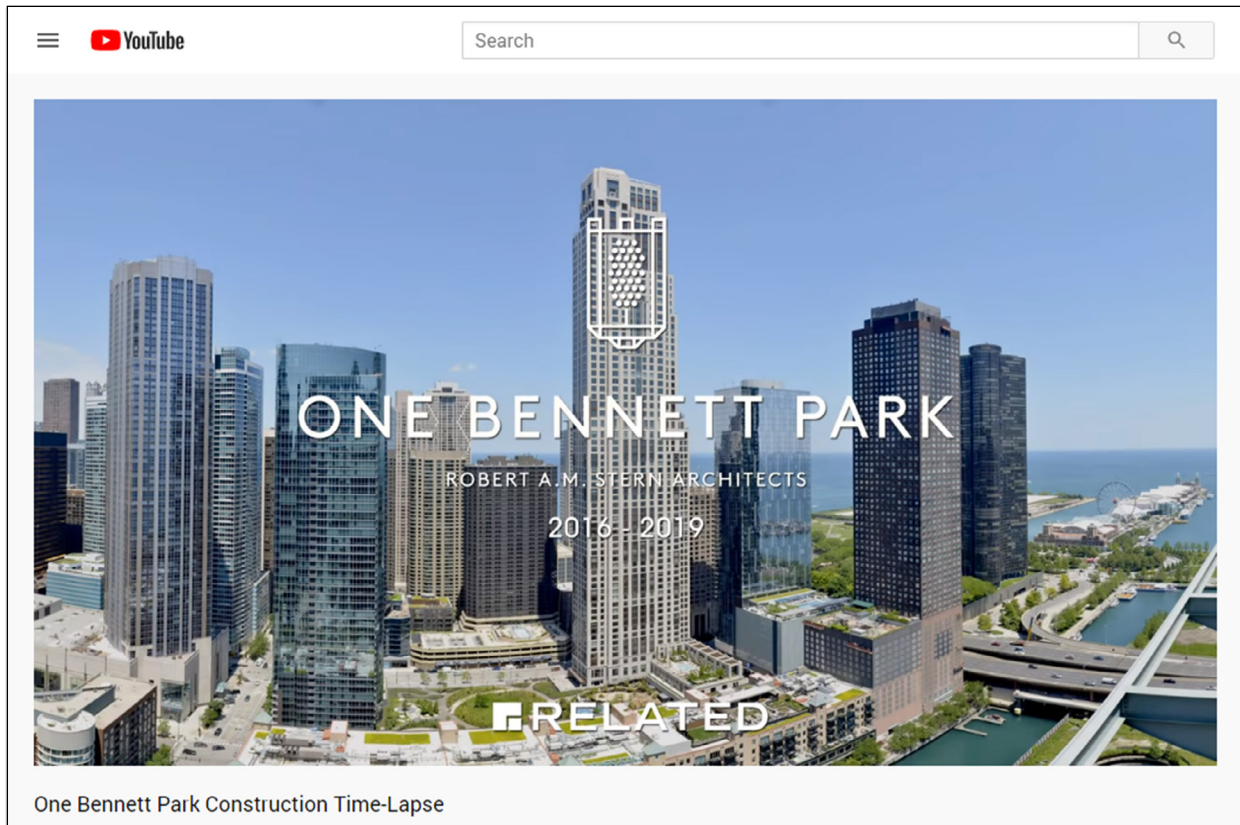 YouTube
Search
ONE BENNETT PARK
ROBERT A.M. STERN ARCHITECTS
2016 - 2019
RELATED
One Bennett Park Construction Time-Lapse